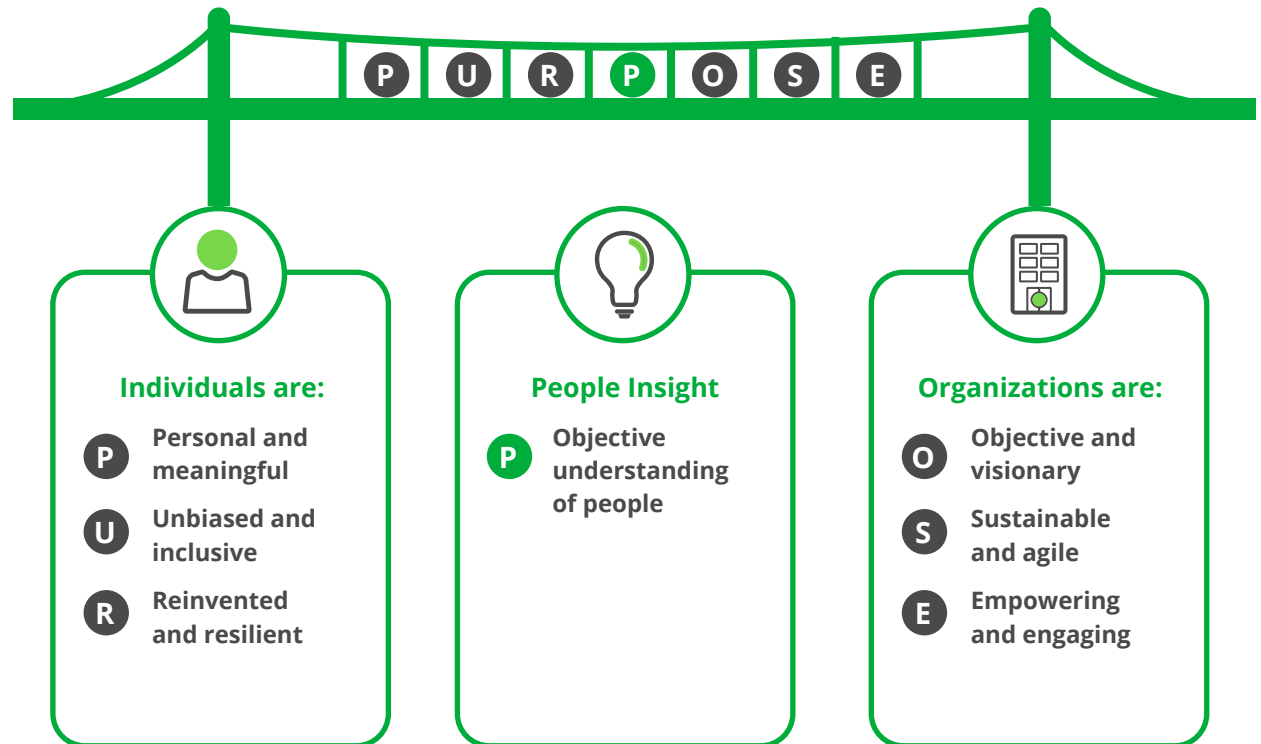 P U R P O S E
Individuals are:
P Personal and
meaningful
U Unbiased and
inclusive
R Reinvented
and resilient
People Insight
P Objective
understanding
of people
Organizations are:
O Objective and
visionary
S Sustainable
and agile
E Empowering
and engaging